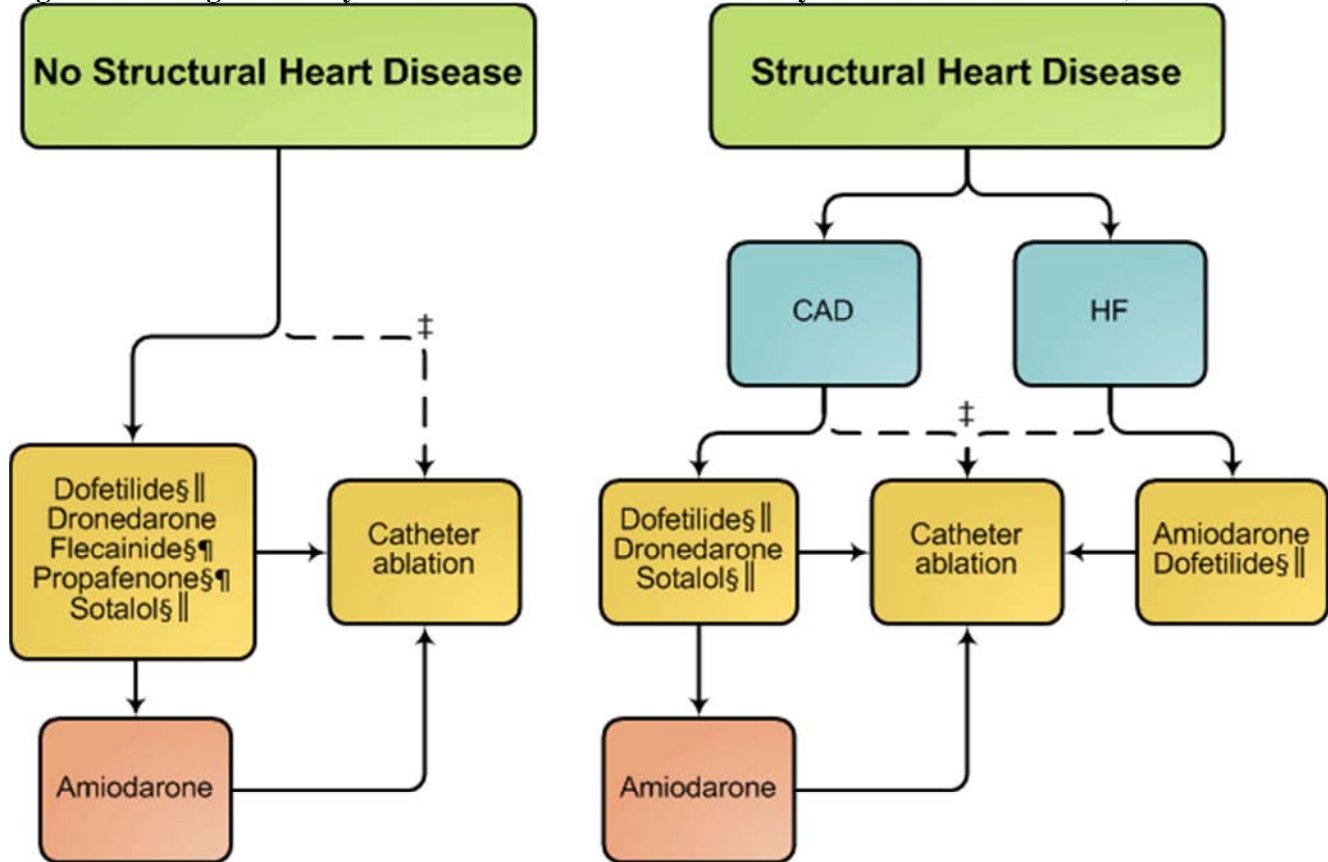 No Structural Heart Disease
‡
Dofetilide§ǁ
Dronedarone
Flecainide§¶
Propafenone§¶
Sotalol§ǁ
Catheter
ablation
Amiodarone
Structural Heart Disease
CAD
HF
‡
Dofetilide§ǁ
Dronedarone
Sotalol§ǁ
Catheter
ablation
Amiodarone
Dofetilide§ǁ
Amiodarone